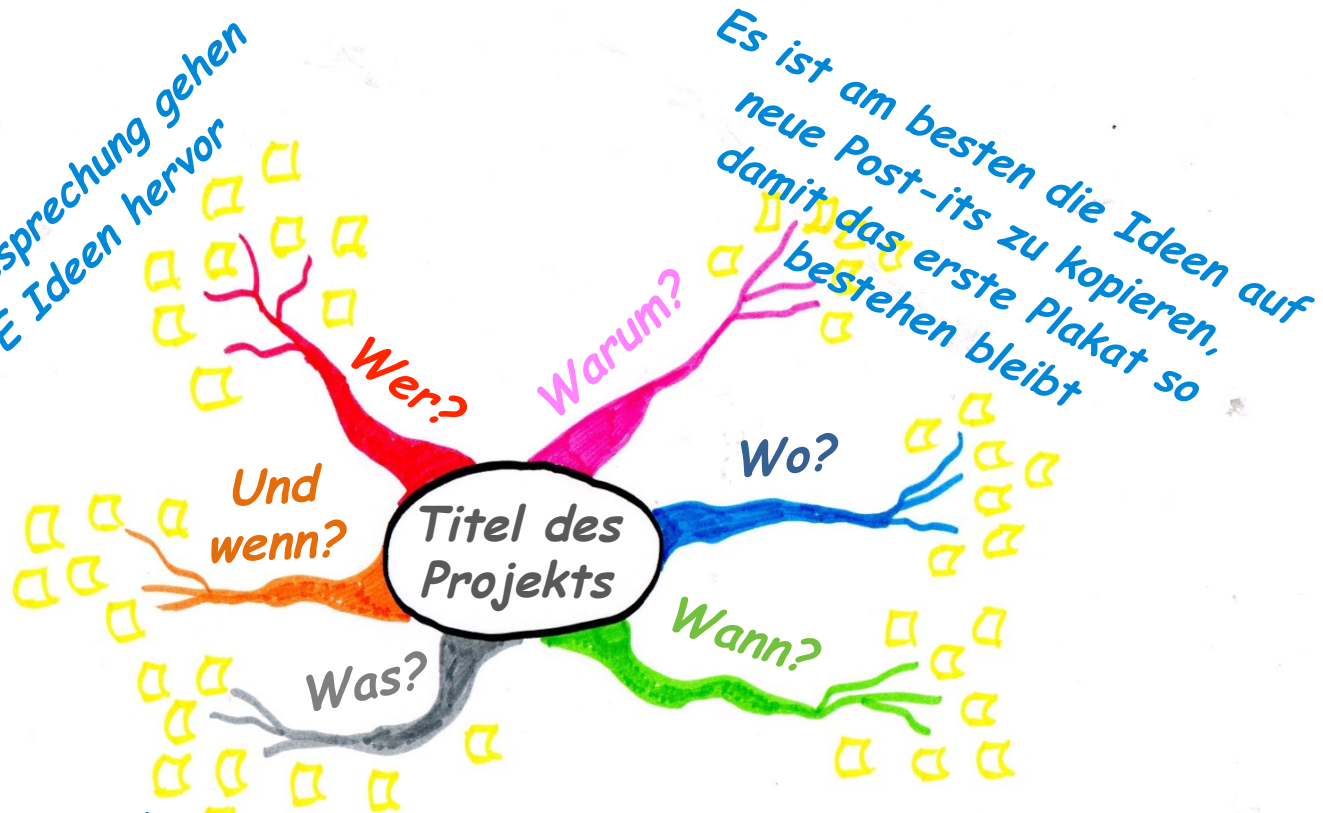 gehen
Ideen hervor
Es ist am besten die Ideen auf
neue Post-its zu kopieren,
damit das erste Plakat so
bestehen bleibt
Wer?
Warum?
Wo?
Und
wenn?
Titel des
Projekts
Wann?
Was?